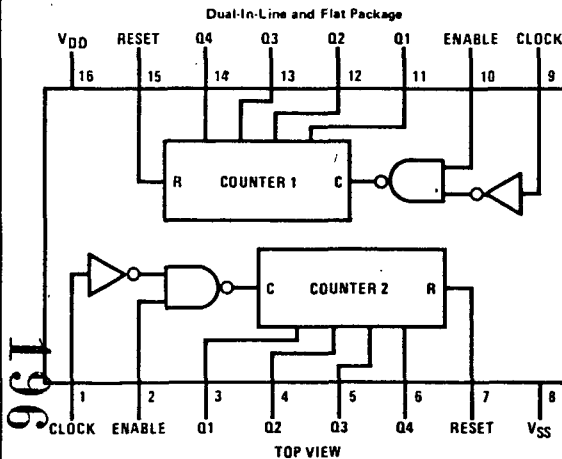 Dual-In-Line and Flat Package
VDD RESET Q4 Q3 Q2 Q1 ENABLE CLOCK
16 15 14 13 12 11 10 9
R COUNTER 1 C
C COUNTER 2 R
1 2 3 4 5 6 7 8
CLOCK ENABLE Q1 Q2 Q3 Q4 RESET VSS
TOP VIEW
961